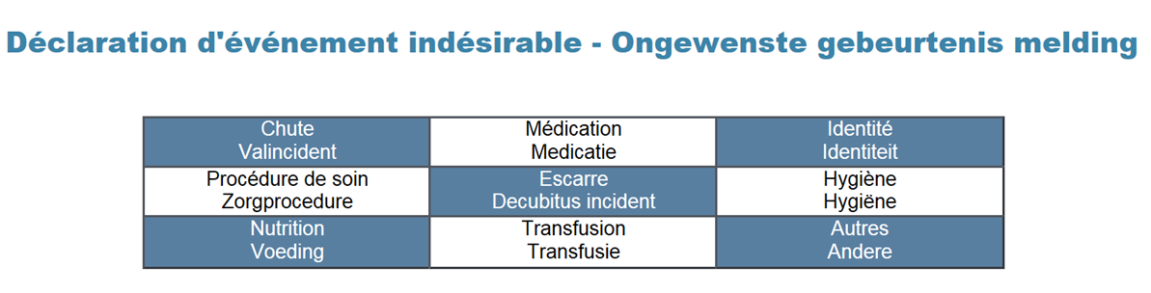 Déclaration d'événement indésirable - Ongewenste gebeurtenis melding
Chute
Valincident
Médication
Medicatie
Identité
Identiteit
Procédure de soin
Zorgprocedure
Escarre
Decubitus incident
Hygiène
Hygiëne
Nutrition
Voeding
Transfusion
Transfusie
Autres
Andere